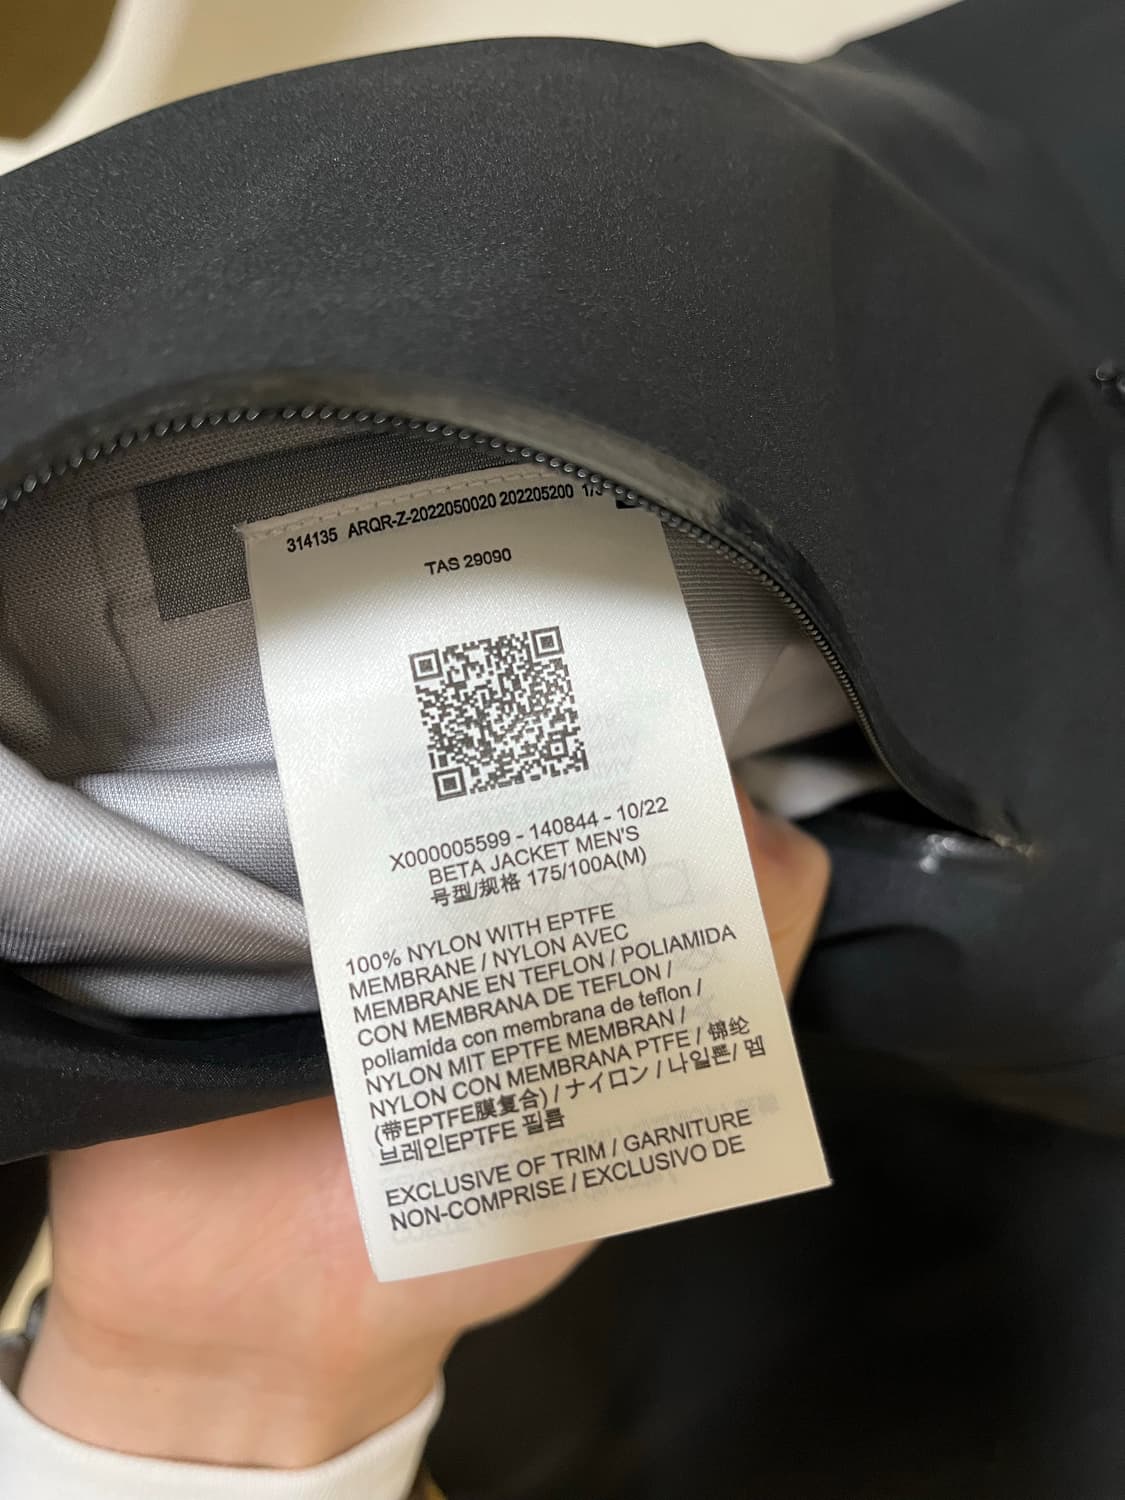 314135 ARQR-Z-2022050020 202205200 1/3
TAS 29090
X000005599 - 140844 - 10/22
BETA JACKET MEN'S
号型/规格 175/100A(M)
100% NYLON WITH EPTFE
MEMBRANE / NYLON AVEC
MEMBRANE EN TEFLON / POLIAMIDA
CON MEMBRANA DE TEFLON /
poliamida con membrana de teflon /
NYLON MIT EPTFE MEMBRAN /
NYLON CON MEMBRANA PTFE / 锦纶
(带EPTFE膜复合) / ナイロン / 나일론/ 멤
브레인EPTFE 필름
EXCLUSIVE OF TRIM / GARNITURE
NON-COMPRISE / EXCLUSIVO DE